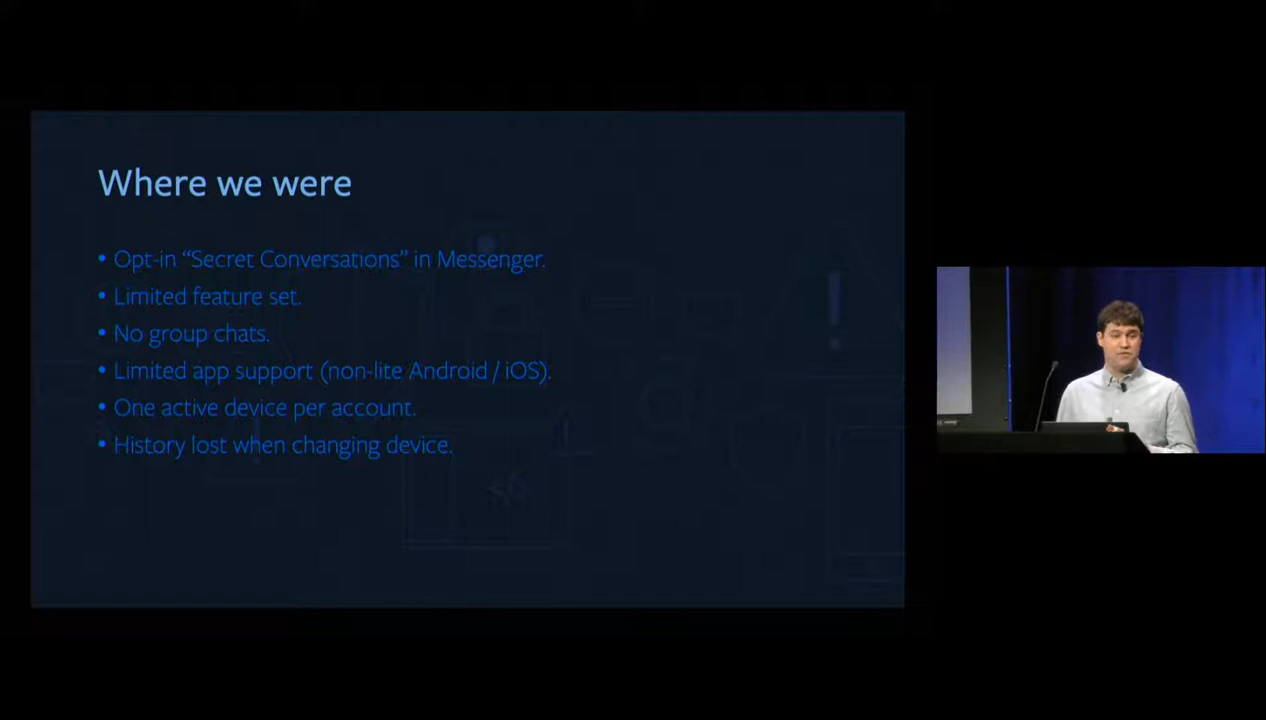 Where we were
• Opt-in “Secret Conversations” in Messenger.
• Limited feature set.
• No group chats.
• Limited app support (non-lite Android / iOS).
• One active device per account.
• History lost when changing device.